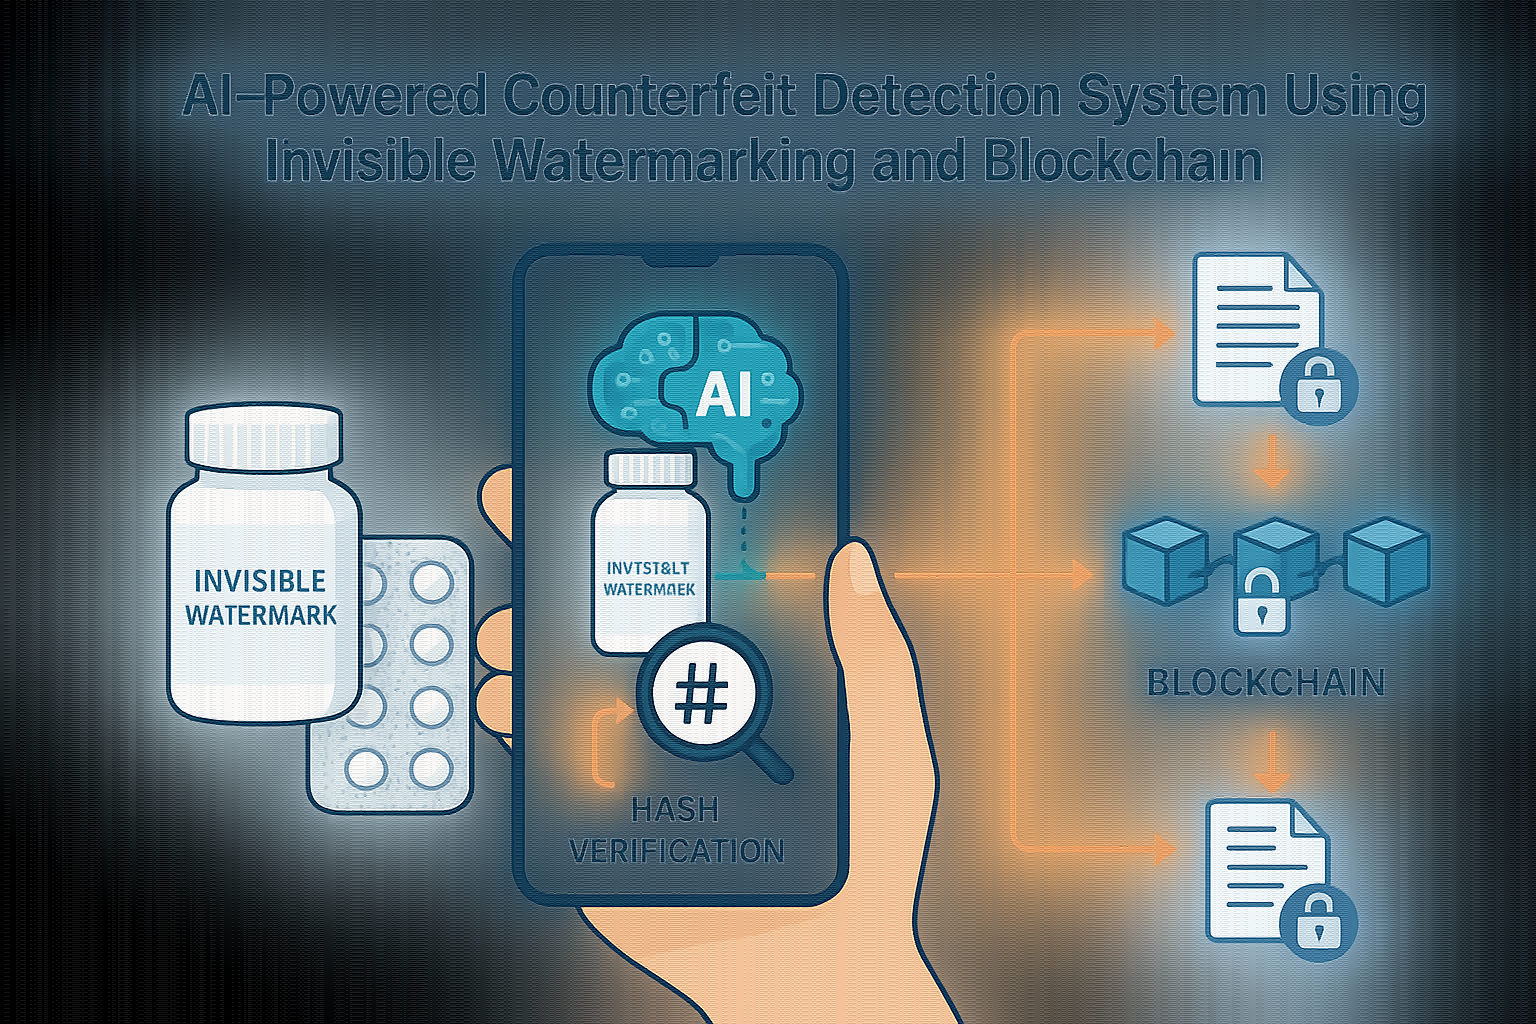 AI–Powered Counterfeit Detection System Using
Invisible Watermarking and Blockchain
AI
INVISIBLE
WATERMARK
INVTST&LT
WATERMAEK
#
BLOCKCHAIN
HASH
VERIFICATION